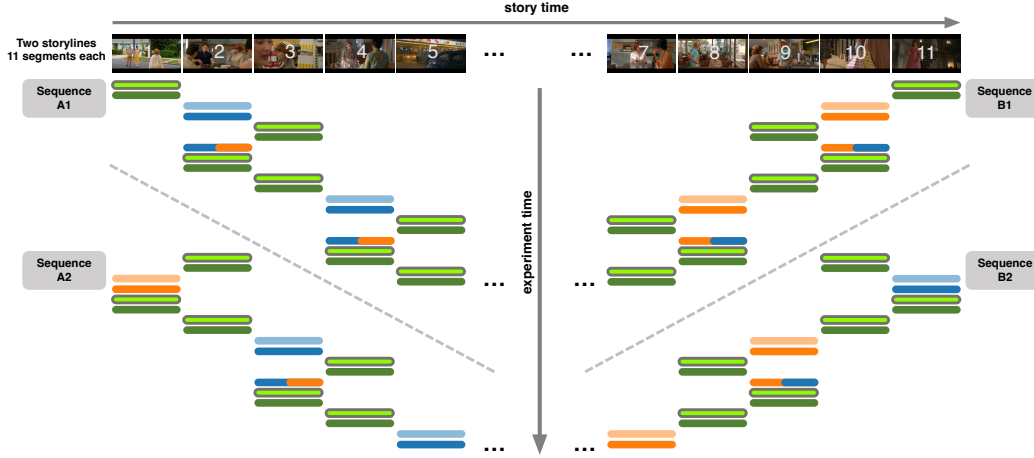 story time
Two storylines
11 segments each
1 2 3 4 5 ... ... 7 8 9 10 11
Sequence
A1
Sequence
B1
experiment time
Sequence
A2
Sequence
B2
... ...
... ...